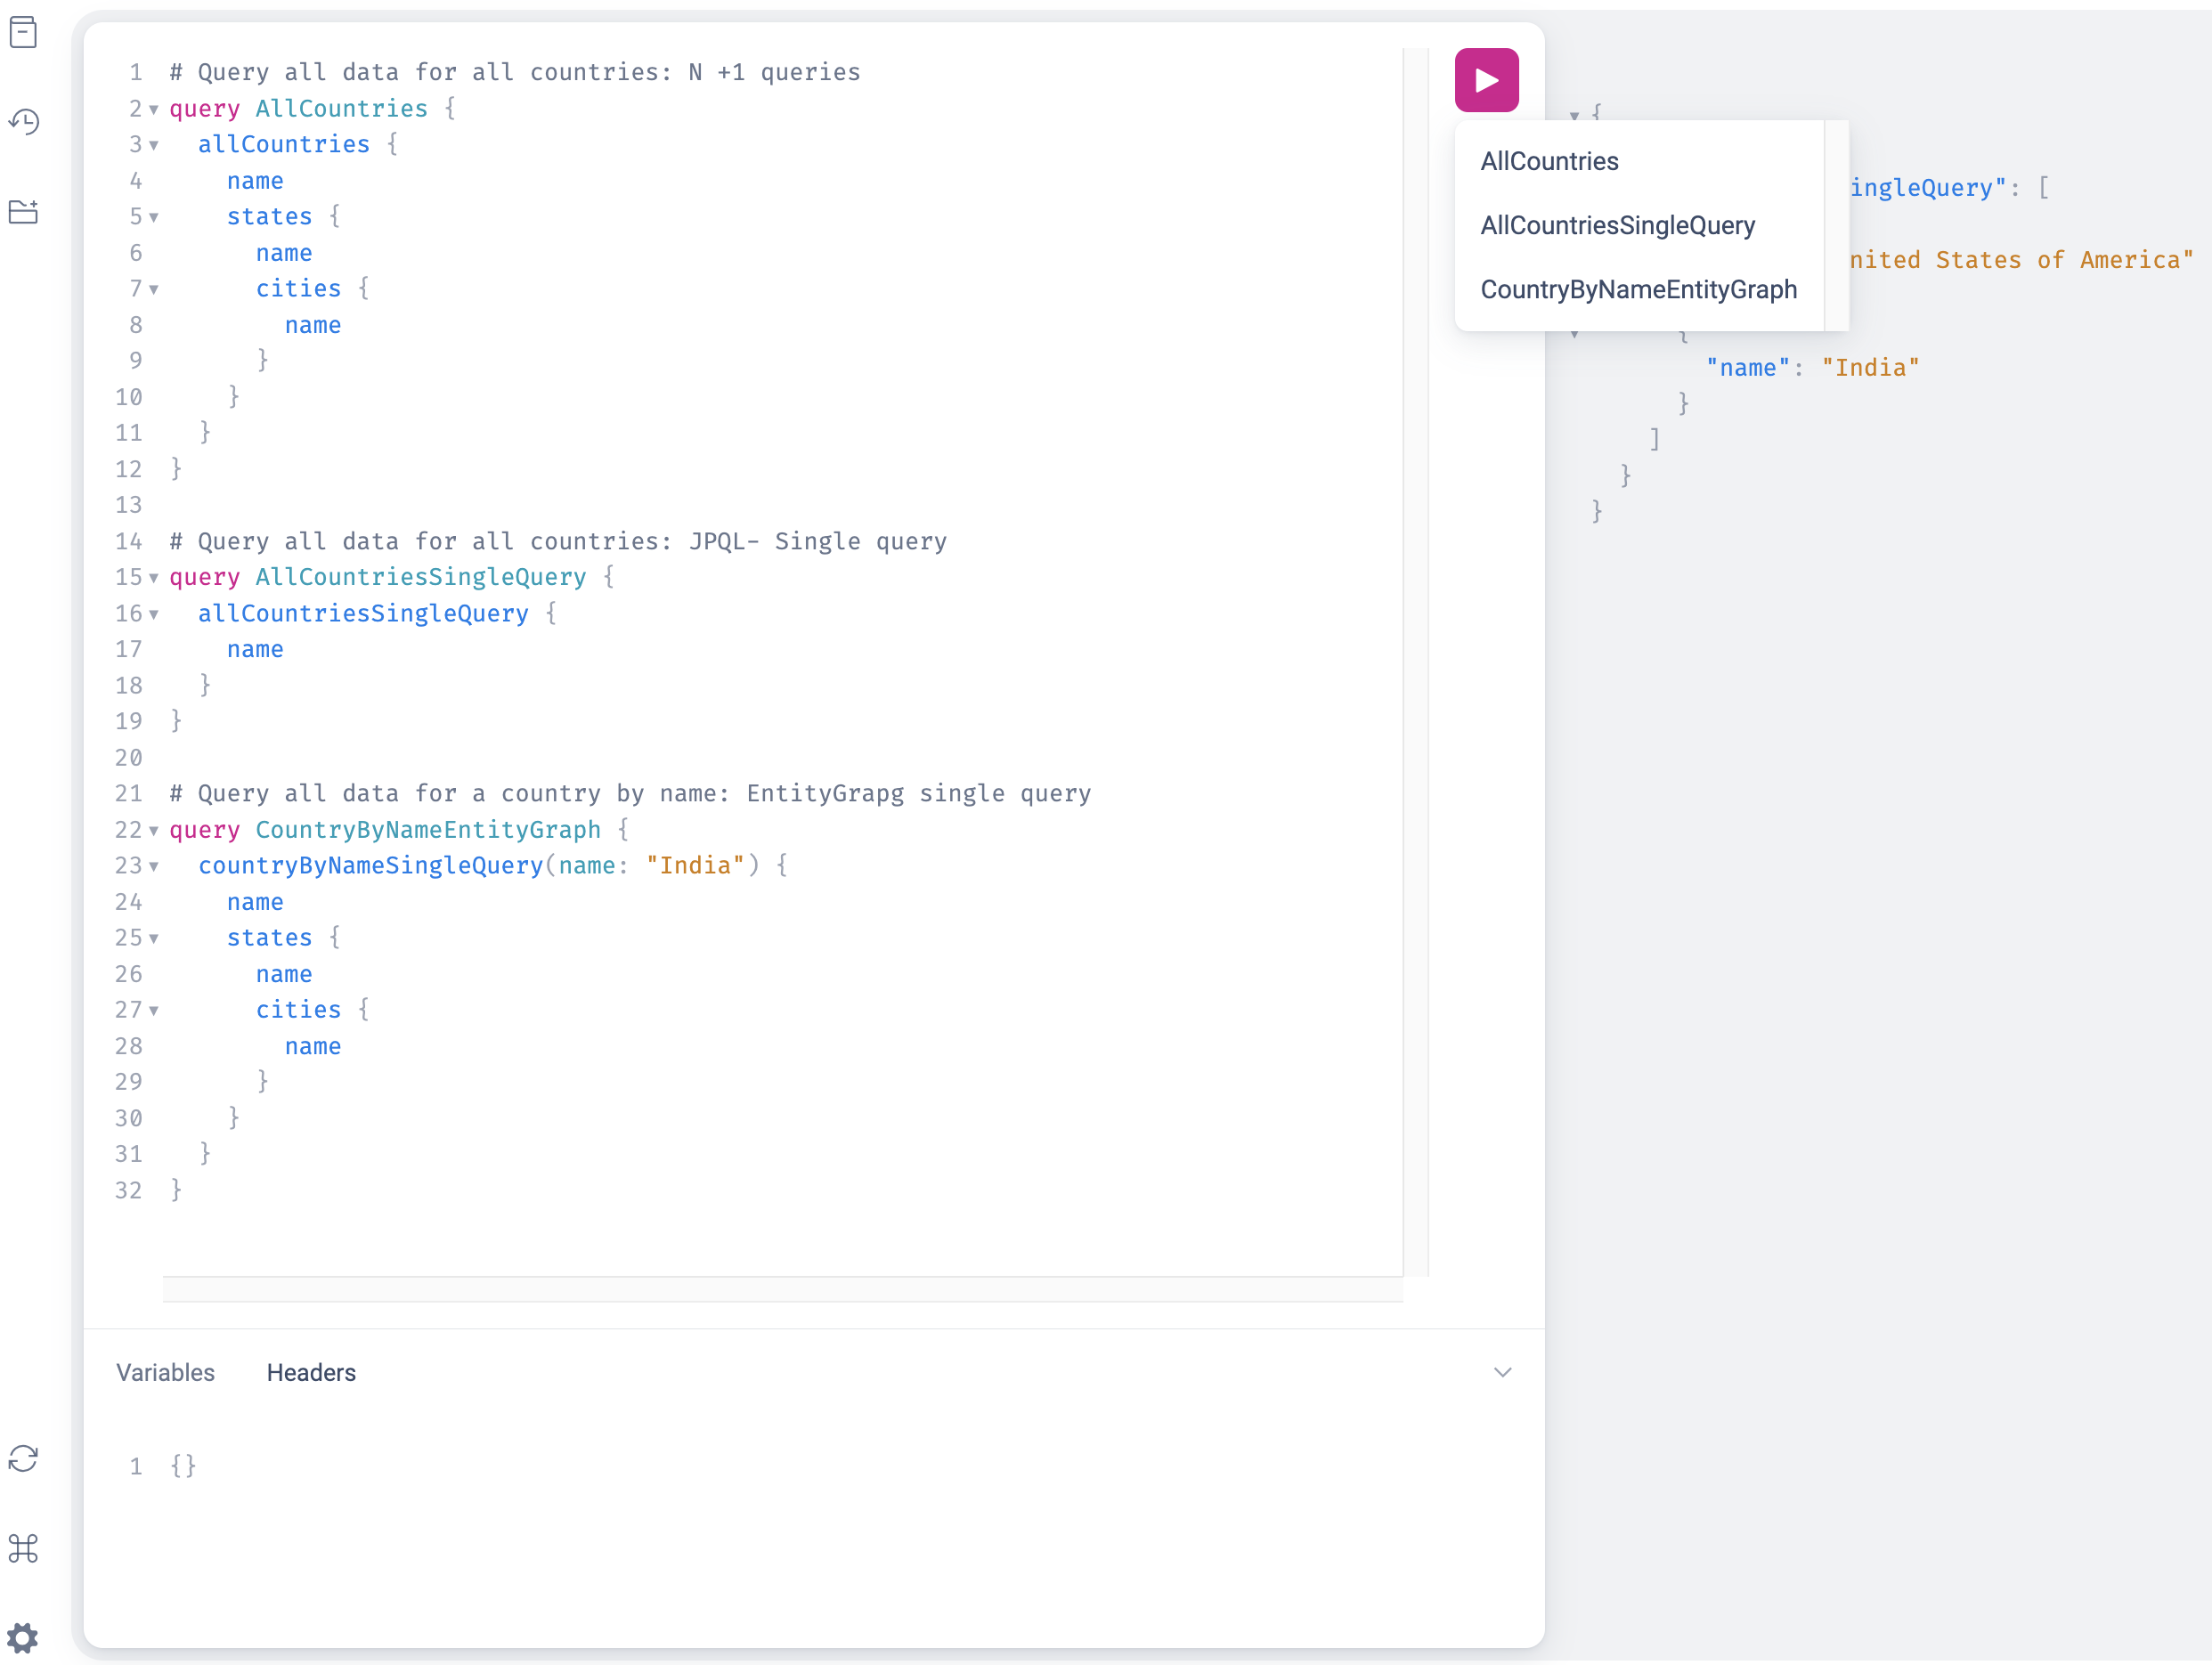 1 # Query all data for all countries: N +1 queries
2 query AllCountries {
3 allCountries {
4 name
5 states {
6 name
7 cities {
8 name
9 }
10 }
11 }
12 }
13
14 # Query all data for all countries: JPQL- Single query
15 query AllCountriesSingleQuery {
16 allCountriesSingleQuery {
17 name
18 }
19 }
20
21 # Query all data for a country by name: EntityGrapg single query
22 query CountryByNameEntityGraph {
23 countryByNameSingleQuery(name: "India") {
24 name
25 states {
26 name
27 cities {
28 name
29 }
30 }
31 }
32 }
AllCountries
AllCountriesSingleQuery
CountryByNameEntityGraph
{
ingleQuery": [
nited States of America"
{
"name": "India"
}
]
}
}
Variables Headers
1 {}